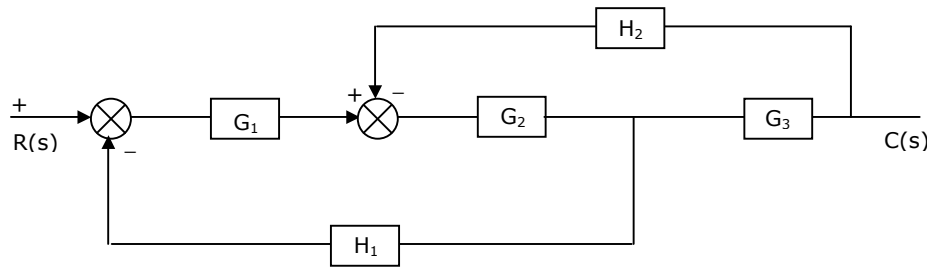 H₂
+
−
+
G₁
G₂
G₃
R(s)
−
C(s)
H₁